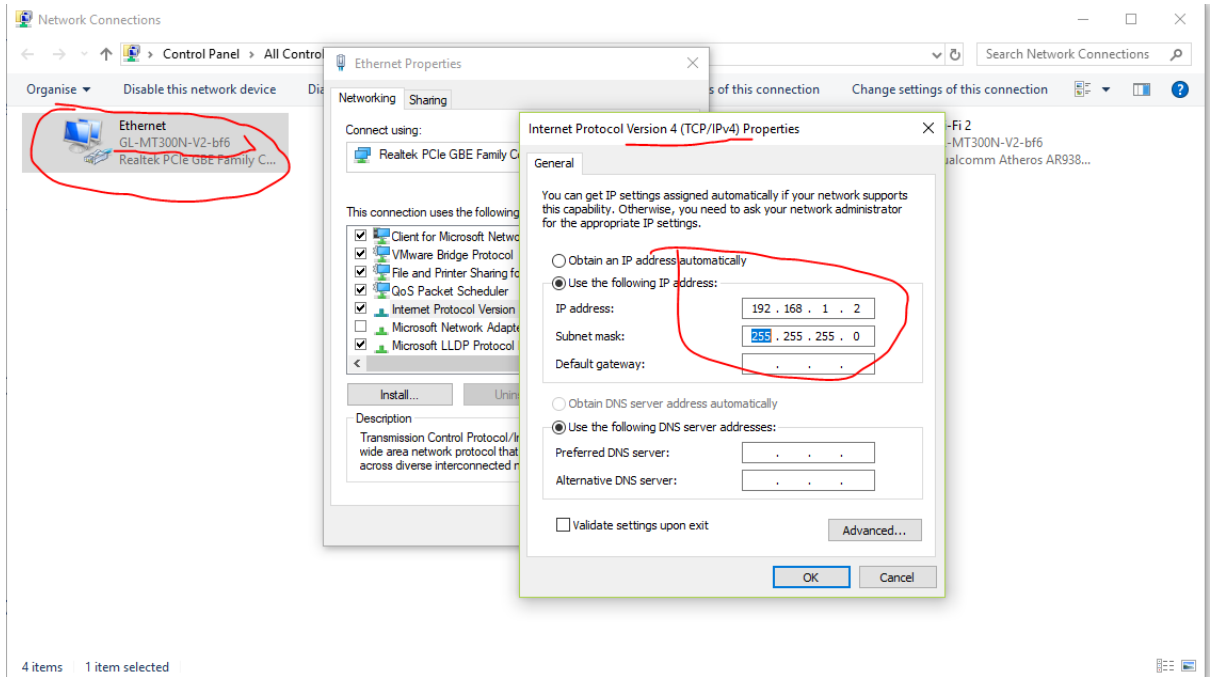 Network Connections
Control Panel > All Control
Search Network Connections
Organise
Disable this network device
s of this connection
Change settings of this connection
Ethernet
GL-MT300N-V2-bf6
Realtek PCIe GBE Family C...
-Fi 2
-MT300N-V2-bf6
ualcomm Atheros AR938...
Ethernet Properties
Networking
Sharing
Connect using:
Realtek PCIe GBE Family C
This connection uses the following
Client for Microsoft Netwo
VMware Bridge Protocol
File and Printer Sharing fo
QoS Packet Scheduler
Internet Protocol Version
Microsoft Network Adapte
Microsoft LLDP Protocol
Install...
Unin
Description
Transmission Control Protocol/I
wide area network protocol that
across diverse interconnected n
Internet Protocol Version 4 (TCP/IPv4) Properties
General
You can get IP settings assigned automatically if your network supports
this capability. Otherwise, you need to ask your network administrator
for the appropriate IP settings.
Obtain an IP address automatically
Use the following IP address:
IP address:
192 . 168 . 1 . 2
Subnet mask:
255 . 255 . 255 . 0
Default gateway:
. . .
Obtain DNS server address automatically
Use the following DNS server addresses:
Preferred DNS server:
. . .
Alternative DNS server:
. . .
Validate settings upon exit
Advanced...
OK
Cancel
4 items
1 item selected